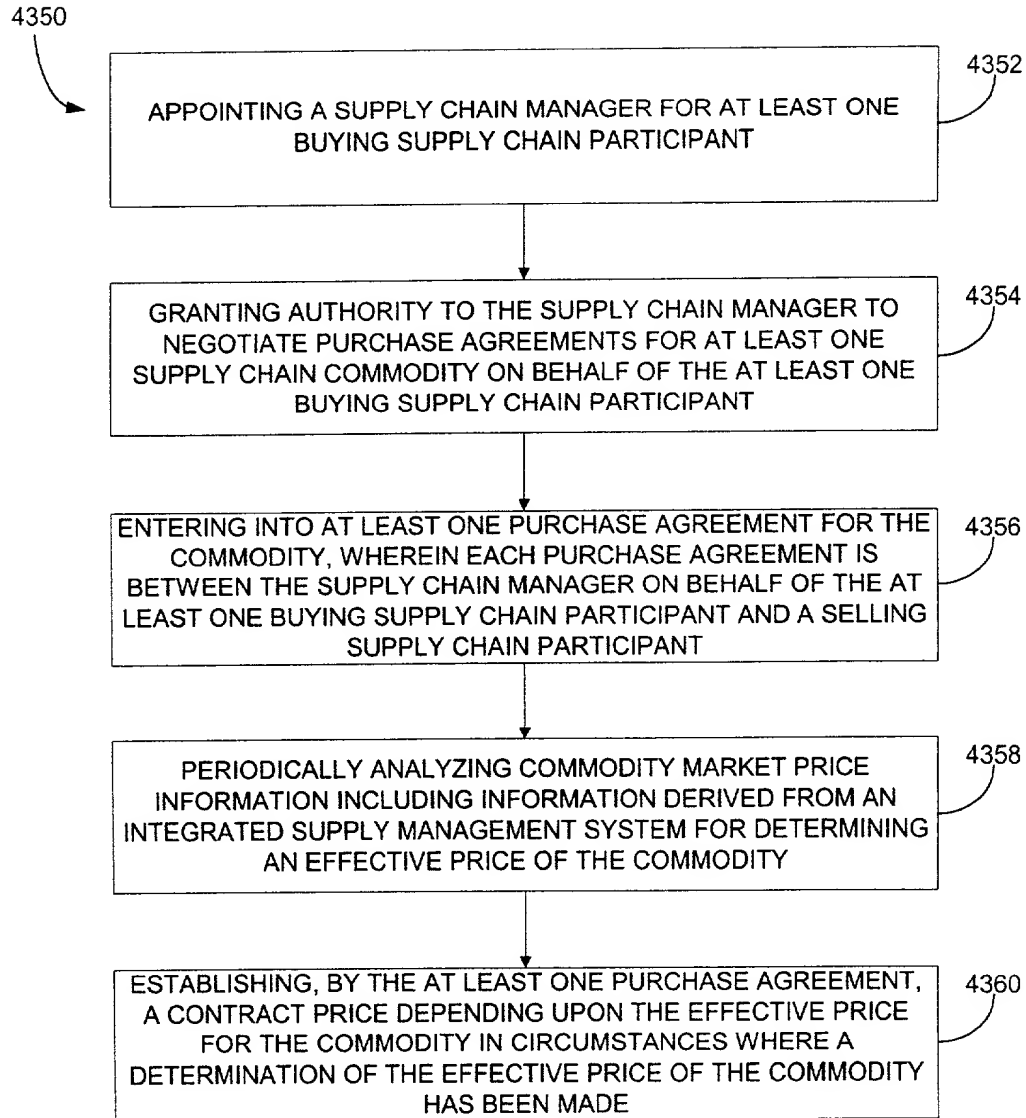 4350
4352
APPOINTING A SUPPLY CHAIN MANAGER FOR AT LEAST ONE
BUYING SUPPLY CHAIN PARTICIPANT
4354
GRANTING AUTHORITY TO THE SUPPLY CHAIN MANAGER TO
NEGOTIATE PURCHASE AGREEMENTS FOR AT LEAST ONE
SUPPLY CHAIN COMMODITY ON BEHALF OF THE AT LEAST ONE
BUYING SUPPLY CHAIN PARTICIPANT
4356
ENTERING INTO AT LEAST ONE PURCHASE AGREEMENT FOR THE
COMMODITY, WHEREIN EACH PURCHASE AGREEMENT IS
BETWEEN THE SUPPLY CHAIN MANAGER ON BEHALF OF THE AT
LEAST ONE BUYING SUPPLY CHAIN PARTICIPANT AND A SELLING
SUPPLY CHAIN PARTICIPANT
4358
PERIODICALLY ANALYZING COMMODITY MARKET PRICE
INFORMATION INCLUDING INFORMATION DERIVED FROM AN
INTEGRATED SUPPLY MANAGEMENT SYSTEM FOR DETERMINING
AN EFFECTIVE PRICE OF THE COMMODITY
4360
ESTABLISHING, BY THE AT LEAST ONE PURCHASE AGREEMENT,
A CONTRACT PRICE DEPENDING UPON THE EFFECTIVE PRICE
FOR THE COMMODITY IN CIRCUMSTANCES WHERE A
DETERMINATION OF THE EFFECTIVE PRICE OF THE COMMODITY
HAS BEEN MADE